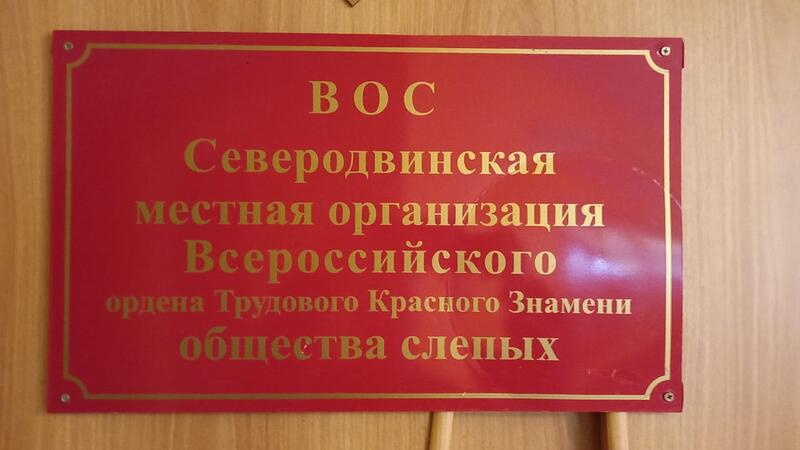 ВОС
Северодвинская
местная организация
Всероссийского
ордена Трудового Красного Знамени
общества слепых